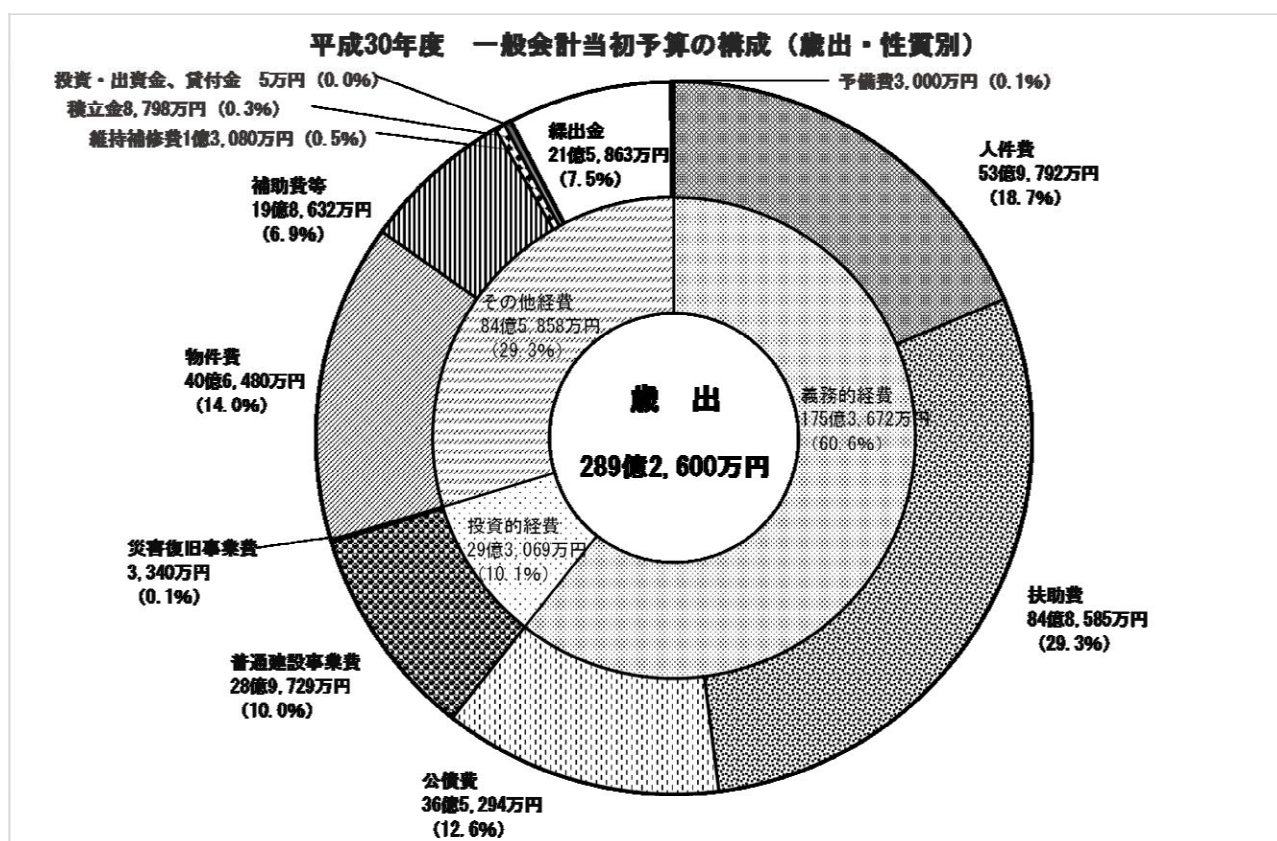 平成30年度　一般会計当初予算の構成（歳出・性質別）
投資・出資金、貸付金　5万円（0.0%）
積立金8,798万円（0.3%）
維持補修費1億3,080万円（0.5%）
予備費3,000万円（0.1%）
繰出金
21億5,863万円
（7.5%）
人件費
53億9,792万円
（18.7%）
補助費等
19億8,632万円
（6.9%）
その他経費
84億5,858万円
（29.3%）
物件費
40億6,480万円
（14.0%）
歳　出
289億2,600万円
義務的経費
175億3,672万円
（60.6%）
投資的経費
29億3,069万円
（10.1%）
災害復旧事業費
3,340万円
（0.1%）
扶助費
84億8,585万円
（29.3%）
普通建設事業費
28億9,729万円
（10.0%）
公債費
36億5,294万円
（12.6%）